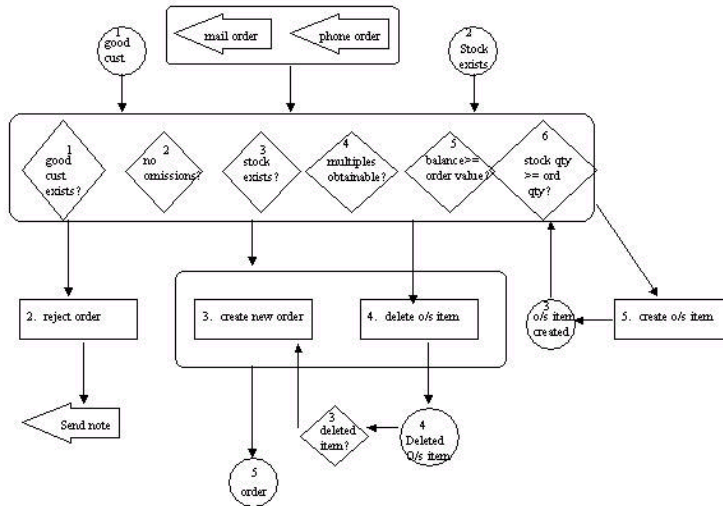 1
good
cust
mail order
phone order
2
Stock
exists
1
good
cust
exists?
2
no
omissions?
3
stock
exists?
4
multiples
obtainable?
5
balance>=
order value?
6
stock qty
>= ord
qty?
2. reject order
3. create new order
4. delete o/s item
3
o/s item
created
5. create o/s item
Send note
3
deleted
item?
4
Deleted
O/s item
5
order